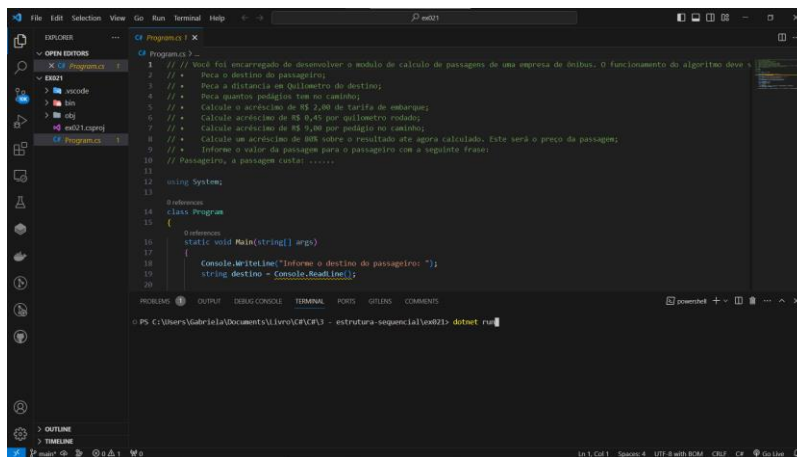 File Edit Selection View Go Run Terminal Help
ex021
EXPLORER
OPEN EDITORS
Program.cs 1
EX021
.vscode
bin
obj
ex021.csproj
Program.cs 1
OUTLINE
TIMELINE
Program.cs 1
Program.cs > ...
1 // // Você foi encarregado de desenvolver o modulo de calculo de passagens de uma empresa de ônibus. O funcionamento do algoritmo deve s
2 // • Peca o destino do passageiro;
3 // • Peca a distancia em Quilometro do destino;
4 // • Peca quantos pedágios tem no caminho;
5 // • Calcule o acréscimo de R$ 2,00 de tarifa de embarque;
6 // • Calcule acréscimo de R$ 0,45 por quilometro rodado;
7 // • Calcule acréscimo de R$ 9,00 por pedágio no caminho;
8 // • Calcule um acréscimo de 80% sobre o resultado ate agora calculado. Este será o preço da passagem;
9 // • Informe o valor da passagem para o passageiro com a seguinte frase:
10 // Passageiro, a passagem custa: ......
11
12 using System;
13
0 references
14 class Program
15 {
0 references
16 static void Main(string[] args)
17 {
18 Console.WriteLine("Informe o destino do passageiro: ");
19 string destino = Console.ReadLine();
20
PROBLEMS 1 OUTPUT DEBUG CONSOLE TERMINAL PORTS GITLENS COMMENTS
powershell
PS C:\Users\Gabriela\Documents\Livro\C#\C#\3 - estrutura-sequencial\ex021> dotnet run
main* 0 1 0
Ln 1, Col 1 Spaces: 4 UTF-8 with BOM CRLF C# Go Live